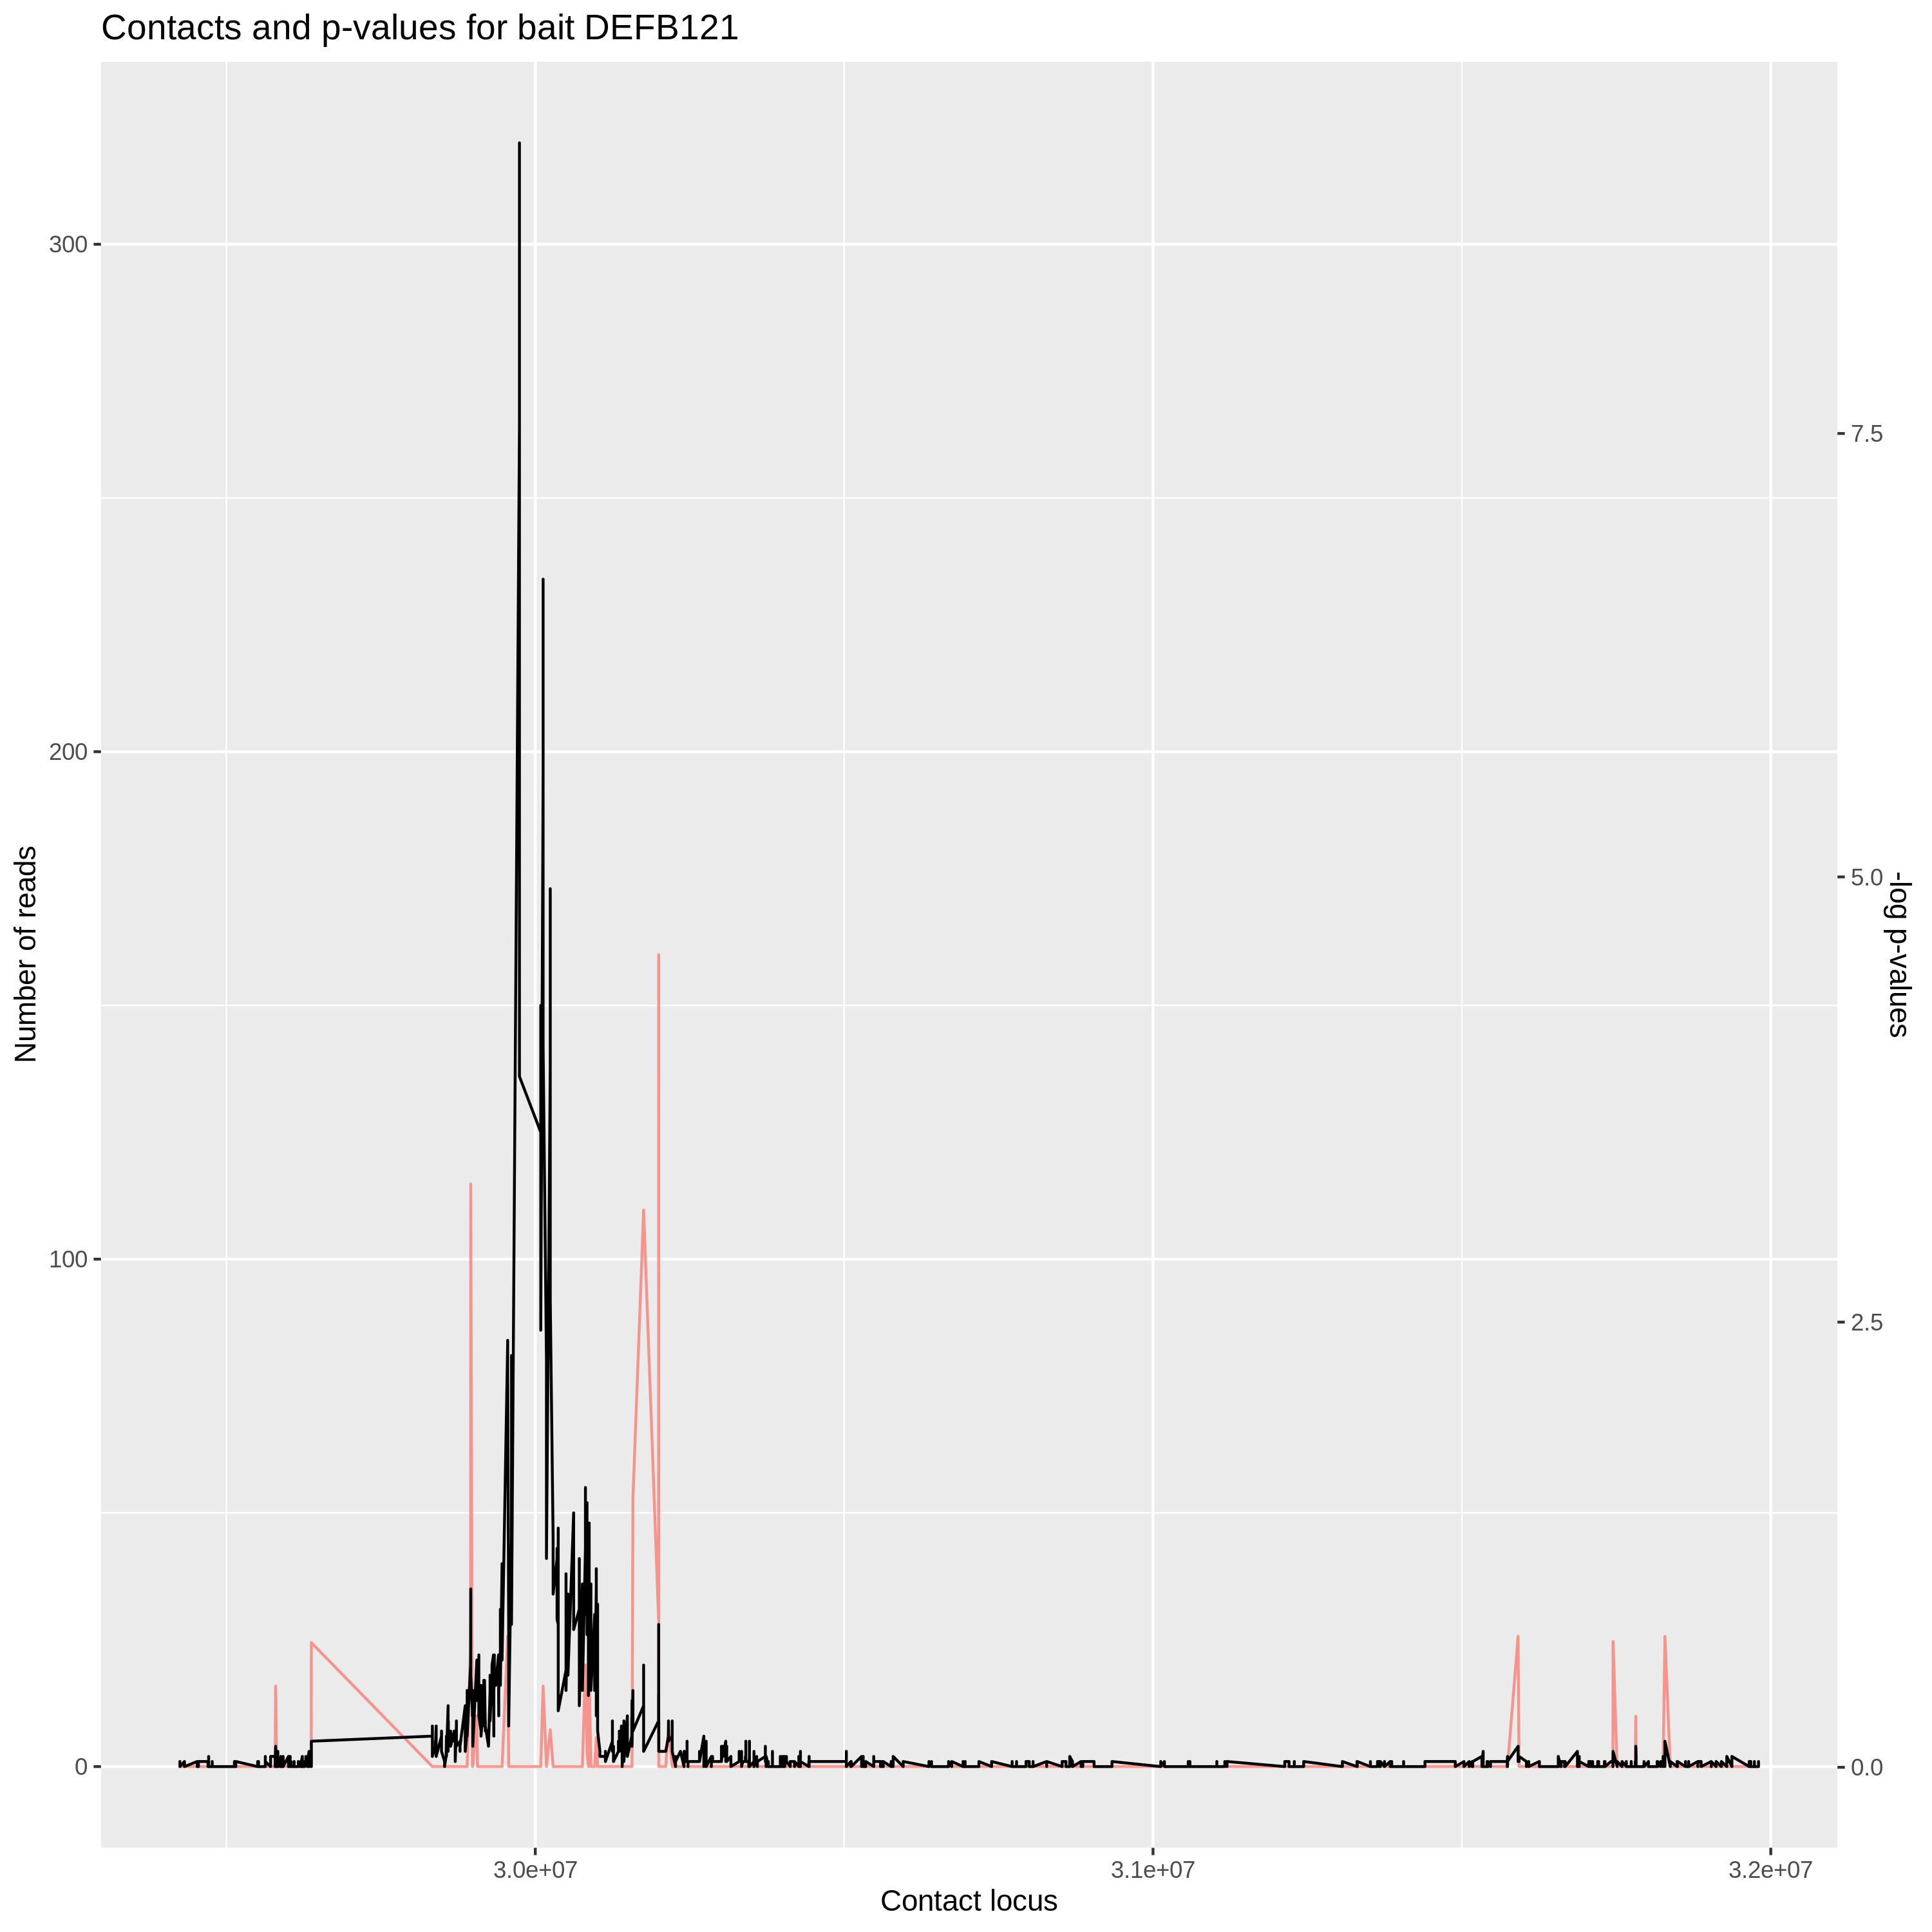 Contacts and p-values for bait DEFB121
300
200
100
0
Number of reads
7.5
5.0
2.5
0.0
-log p-values
3.0e+07
3.1e+07
3.2e+07
Contact locus